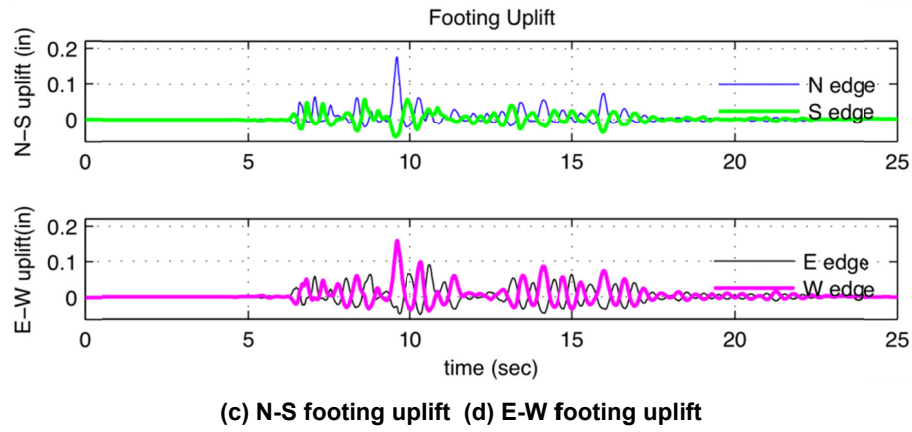 Footing Uplift
N–S uplift (in)
0.2
0.1
0
N edge
S edge
0 5 10 15 20 25
E–W uplift(in)
0.2
0.1
0
E edge
W edge
0 5 10 15 20 25
time (sec)
(c) N-S footing uplift (d) E-W footing uplift